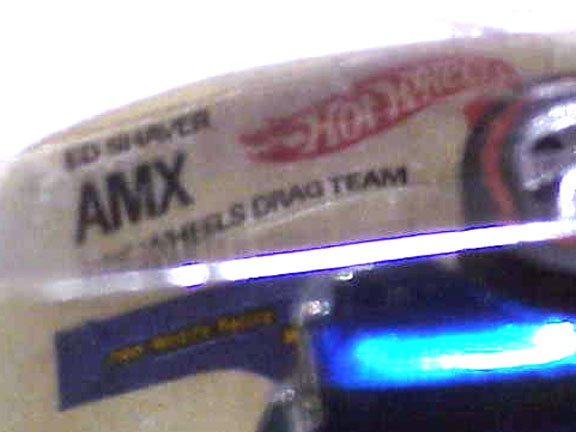 ED SHAVER
HOT WHEELS
AMX
WHEELS DRAG TEAM